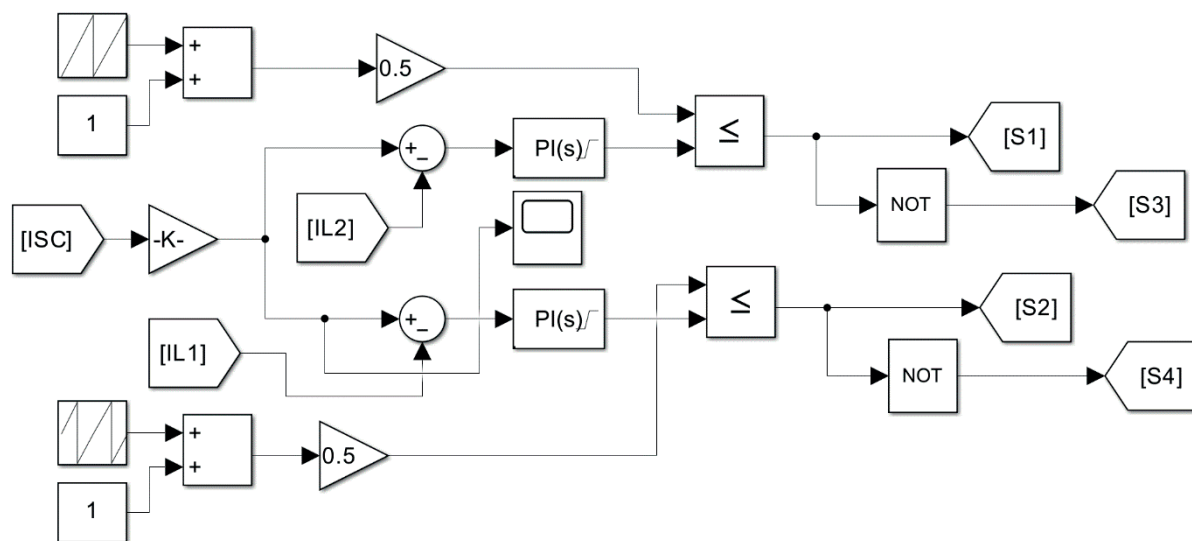 +
+
1
0.5
≤
[S1]
+
-
PI(s)
NOT
[S3]
[ISC]
-K-
[IL2]
≤
[S2]
+
-
PI(s)
[IL1]
NOT
[S4]
+
+
0.5
1